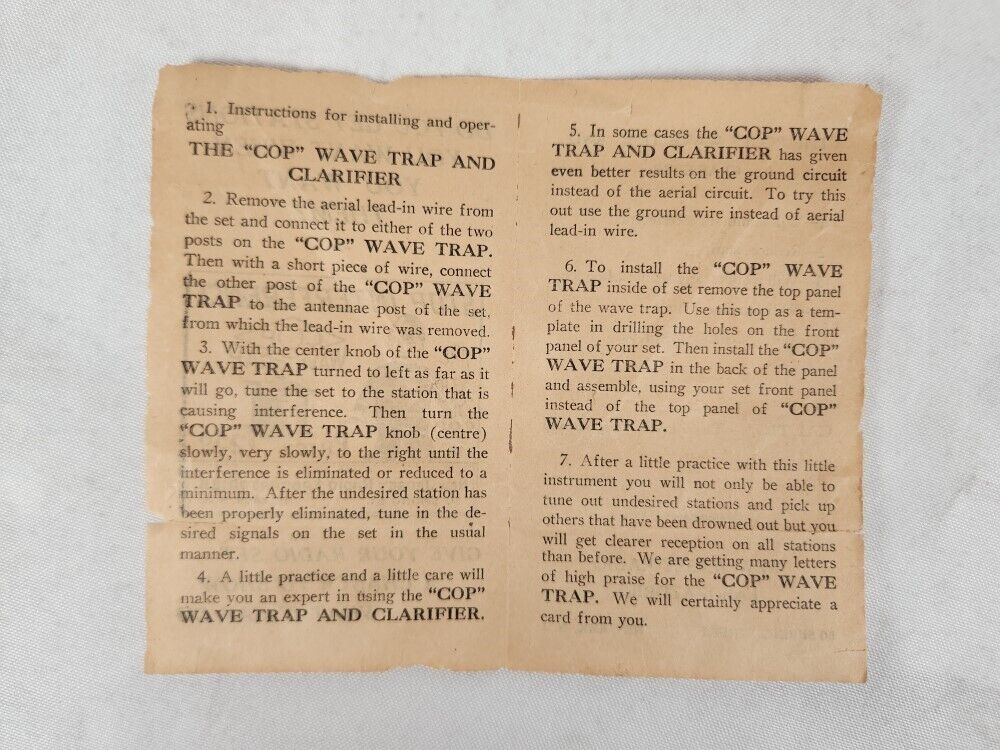 1. Instructions for installing and oper-
ating
THE “COP” WAVE TRAP AND
CLARIFIER
2. Remove the aerial lead-in wire from
the set and connect it to either of the two
posts on the “COP” WAVE TRAP.
Then with a short piece of wire, connect
the other post of the “COP” WAVE
TRAP to the antennae post of the set,
from which the lead-in wire was removed.
3. With the center knob of the “COP”
WAVE TRAP turned to left as far as it
will go, tune the set to the station that is
causing interference. Then turn the
“COP” WAVE TRAP knob (centre)
slowly, very slowly, to the right until the
interference is eliminated or reduced to a
minimum. After the undesired station has
been properly eliminated, tune in the de-
sired signals on the set in the usual
manner.
4. A little practice and a little care will
make you an expert in using the “COP”
WAVE TRAP AND CLARIFIER.
5. In some cases the “COP” WAVE
TRAP AND CLARIFIER has given
even better results on the ground circuit
instead of the aerial circuit. To try this
out use the ground wire instead of aerial
lead-in wire.
6. To install the “COP” WAVE
TRAP inside of set remove the top panel
of the wave trap. Use this top as a tem-
plate in drilling the holes on the front
panel of your set. Then install the “COP”
WAVE TRAP in the back of the panel
and assemble, using your set front panel
instead of the top panel of “COP”
WAVE TRAP.
7. After a little practice with this little
instrument you will not only be able to
tune out undesired stations and pick up
others that have been drowned out but you
will get clearer reception on all stations
than before. We are getting many letters
of high praise for the “COP” WAVE
TRAP. We will certainly appreciate a
card from you.